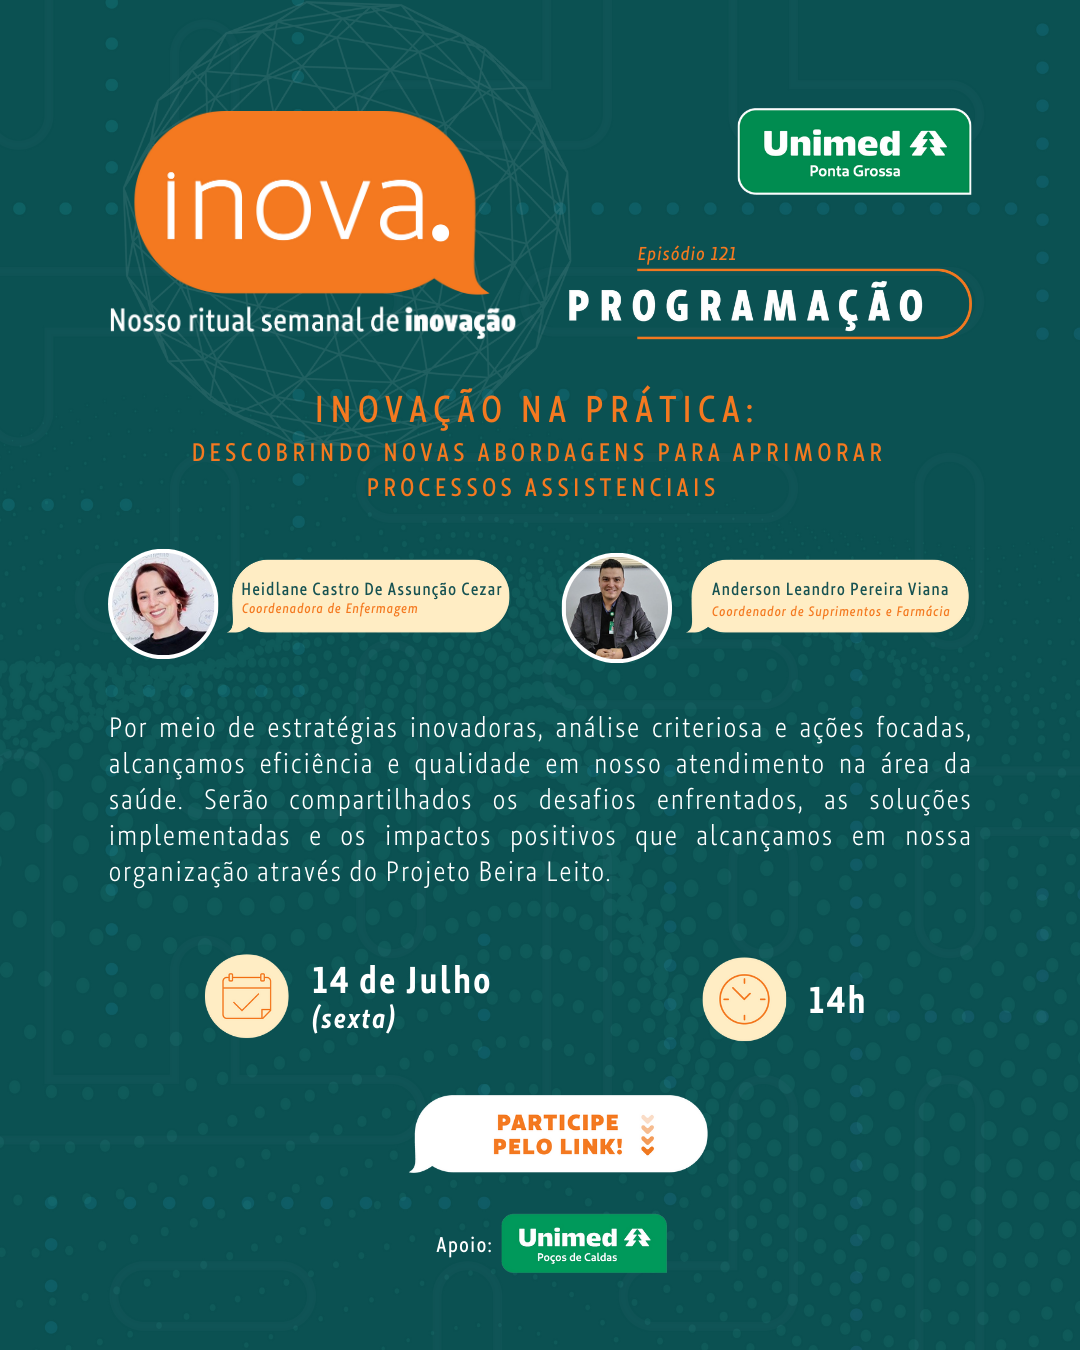 inova.
Nosso ritual semanal de inovação
Unimed
Ponta Grossa
Episódio 121
PROGRAMAÇÃO
INOVAÇÃO NA PRÁTICA:
DESCOBRINDO NOVAS ABORDAGENS PARA APRIMORAR
PROCESSOS ASSISTENCIAIS
Heidlane Castro De Assunção Cezar
Coordenadora de Enfermagem
Anderson Leandro Pereira Viana
Coordenador de Suprimentos e Farmácia
Por meio de estratégias inovadoras, análise criteriosa e ações focadas,
alcançamos eficiência e qualidade em nosso atendimento na área da
saúde. Serão compartilhados os desafios enfrentados, as soluções
implementadas e os impactos positivos que alcançamos em nossa
organização através do Projeto Beira Leito.
14 de Julho
(sexta)
14h
PARTICIPE
PELO LINK!
Apoio:
Unimed
Poços de Caldas